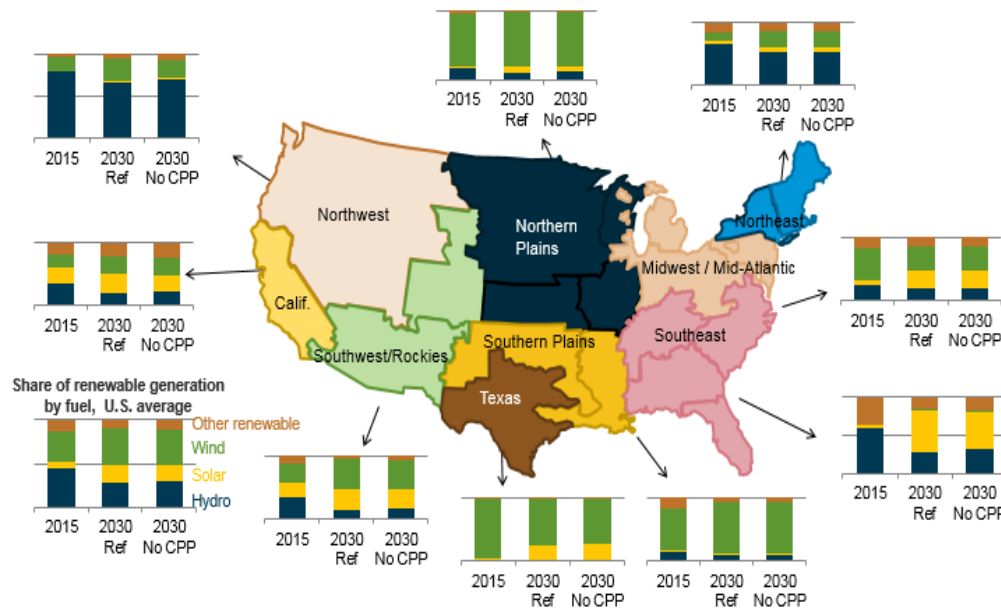 2015 2030 2030
Ref No CPP
2015 2030 2030
Ref No CPP
2015 2030 2030
Ref No CPP
Northwest
Northern
Plains
Northeast
Midwest / Mid-Atlantic
2015 2030 2030
Ref No CPP
Calif.
2015 2030 2030
Ref No CPP
Southwest/Rockies
Southern Plains
Southeast
Texas
Share of renewable generation
by fuel, U.S. average
Other renewable
Wind
Solar
Hydro
2015 2030 2030
Ref No CPP
2015 2030 2030
Ref No CPP
2015 2030 2030
Ref No CPP
2015 2030 2030
Ref No CPP
2015 2030 2030
Ref No CPP